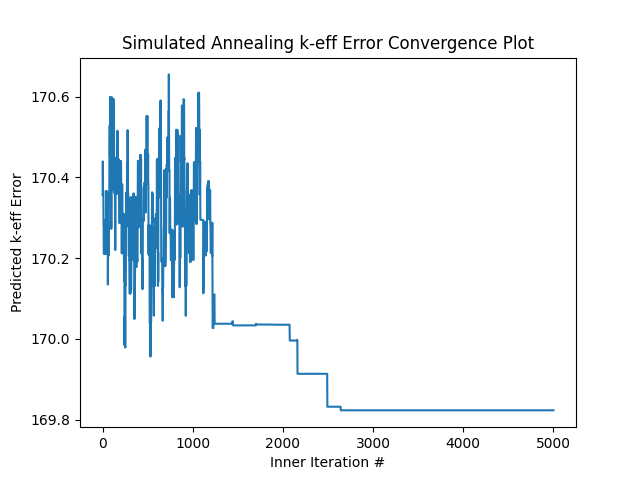 Simulated Annealing k-eff Error Convergence Plot
Predicted k-eff Error
170.6
170.4
170.2
170.0
169.8
0 1000 2000 3000 4000 5000
Inner Iteration #